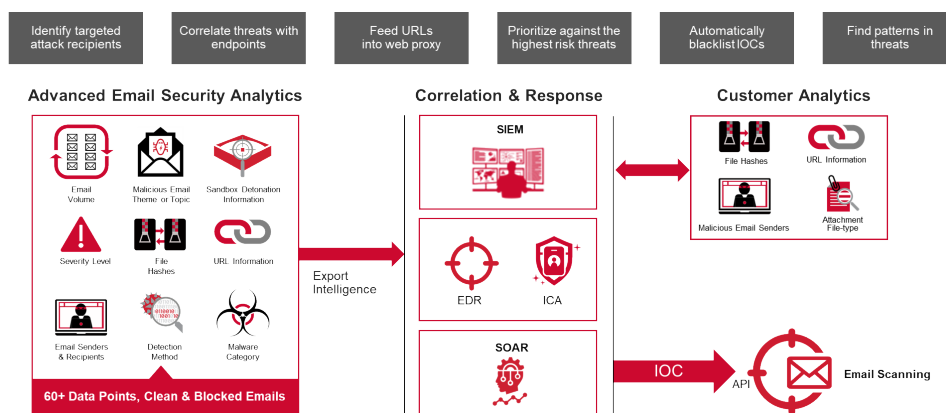 Identify targeted
attack recipients
Correlate threats with
endpoints
Feed URLs
into web proxy
Prioritize against the
highest risk threats
Automatically
blacklist IOCs
Find patterns in
threats
Advanced Email Security Analytics
Correlation & Response
Customer Analytics
Email
Volume
Malicious Email
Theme or Topic
Sandbox Detonation
Information
Severity Level
File
Hashes
URL Information
Email Senders
& Recipients
Detection
Method
Malware
Category
60+ Data Points, Clean & Blocked Emails
Export
Intelligence
SIEM
EDR
ICA
SOAR
File Hashes
URL Information
Malicious Email Senders
Attachment
File-type
IOC
API
Email Scanning